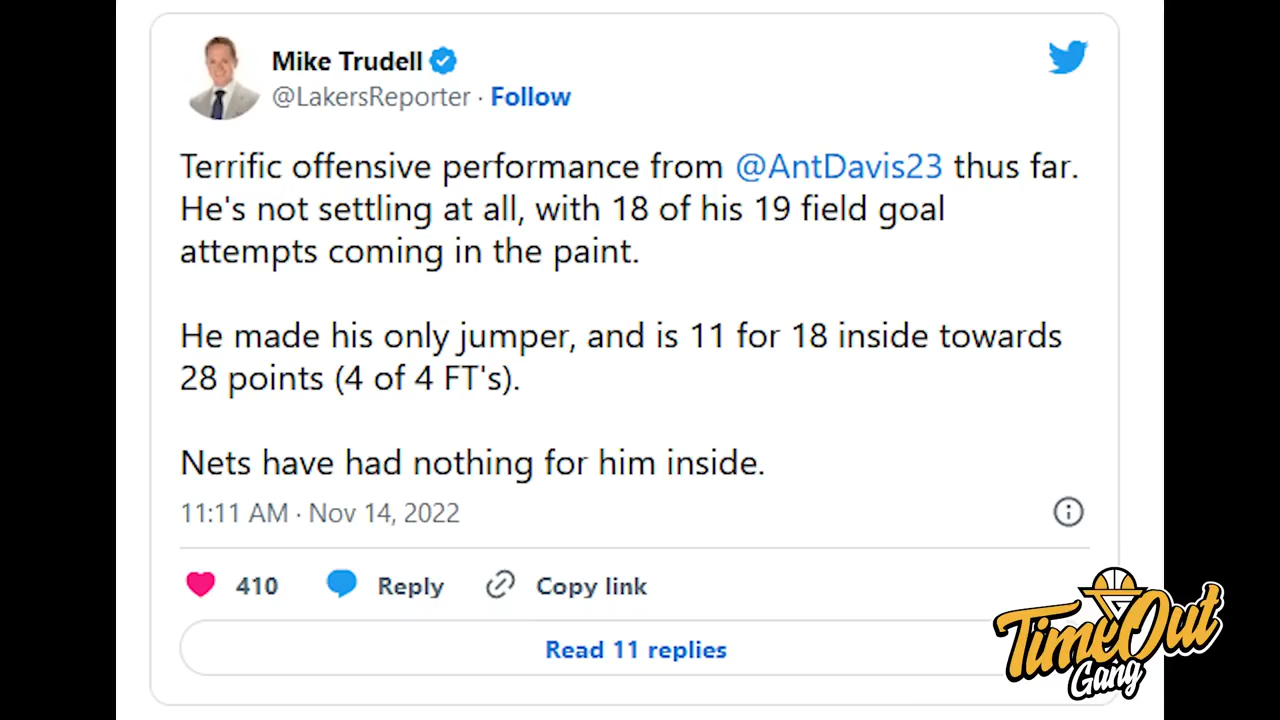 Mike Trudell
@LakersReporter · Follow
Terrific offensive performance from @AntDavis23 thus far.
He's not settling at all, with 18 of his 19 field goal
attempts coming in the paint.
He made his only jumper, and is 11 for 18 inside towards
28 points (4 of 4 FT's).
Nets have had nothing for him inside.
11:11 AM · Nov 14, 2022
410 Reply Copy link
Read 11 replies
TimeOut
Gang